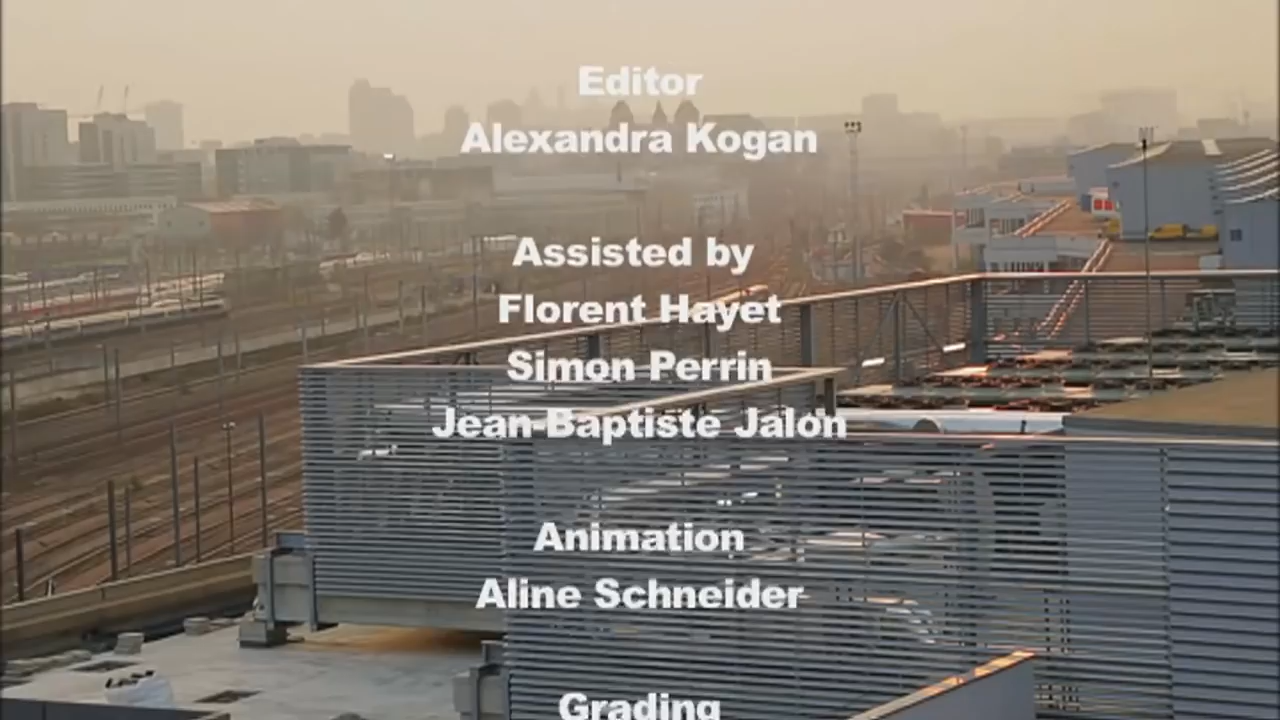 Editor
Alexandra Kogan
Assisted by
Florent Hayet
Simon Perrin
Jean-Baptiste Jalon
Animation
Aline Schneider
Grading